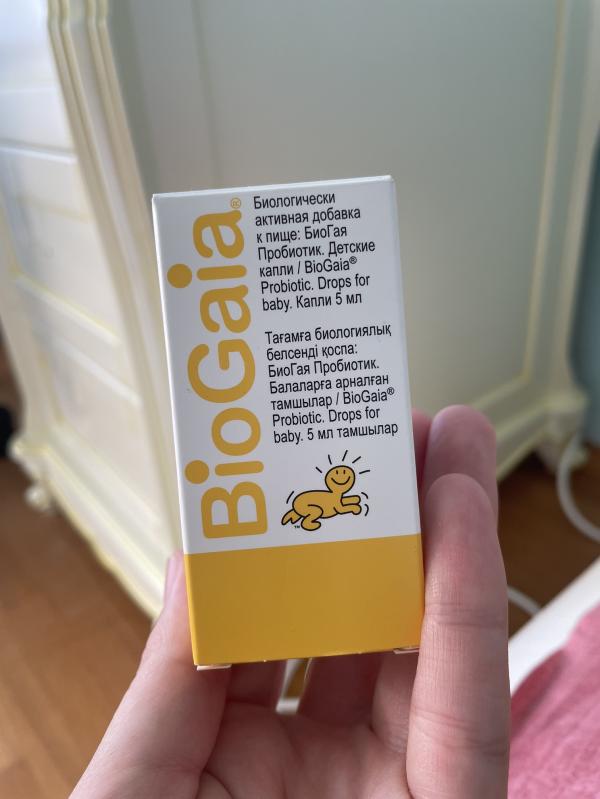 BioGaia®
Биологически
активная добавка
к пище: БиоГая
Пробиотик. Детские
капли / BioGaia®
Probiotic. Drops for
baby. Капли 5 мл
Тағамға биологиялық
белсенді қоспа:
БиоГая Пробиотик.
Балаларға арналған
тамшылар / BioGaia®
Probiotic. Drops for
baby. 5 мл тамшылар
™